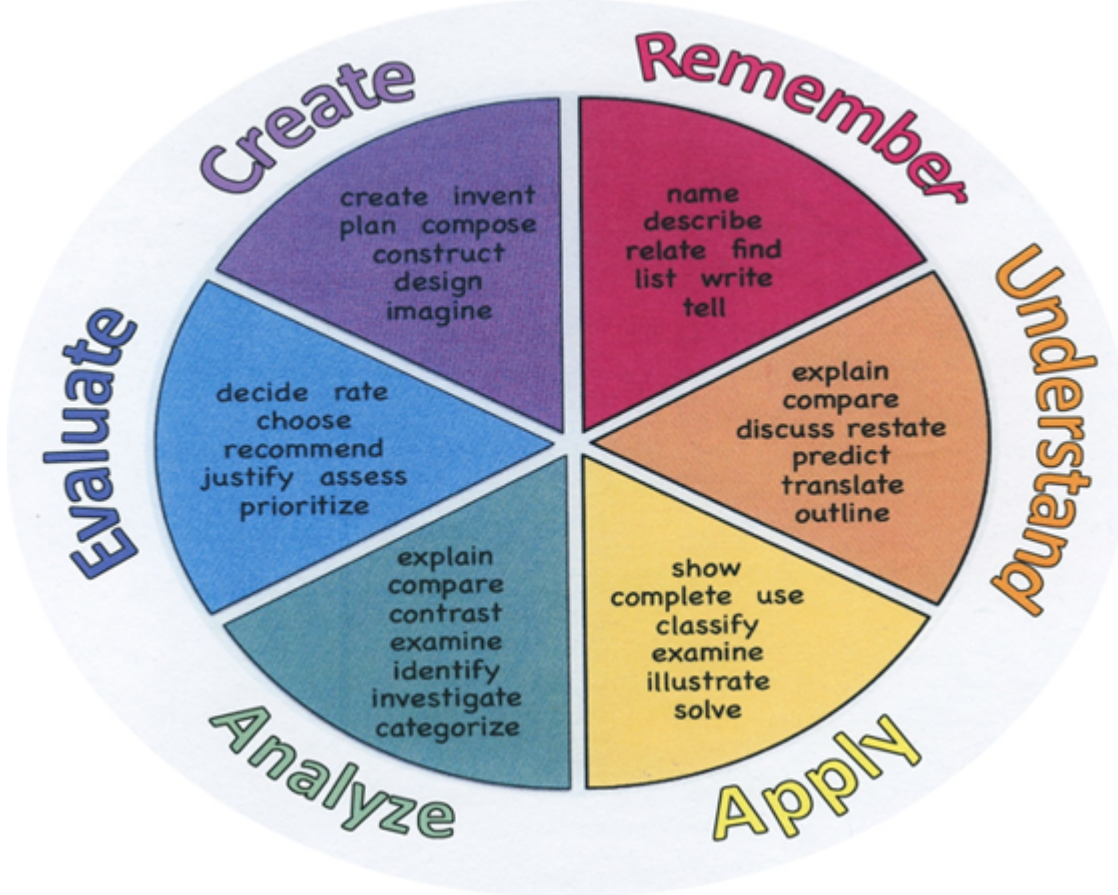 Remember
name
describe
relate find
list write
tell
Understand
explain
compare
discuss restate
predict
translate
outline
Apply
show
complete use
classify
examine
illustrate
solve
Analyze
explain
compare
contrast
examine
identify
investigate
categorize
Evaluate
decide rate
choose
recommend
justify assess
prioritize
Create
create invent
plan compose
construct
design
imagine